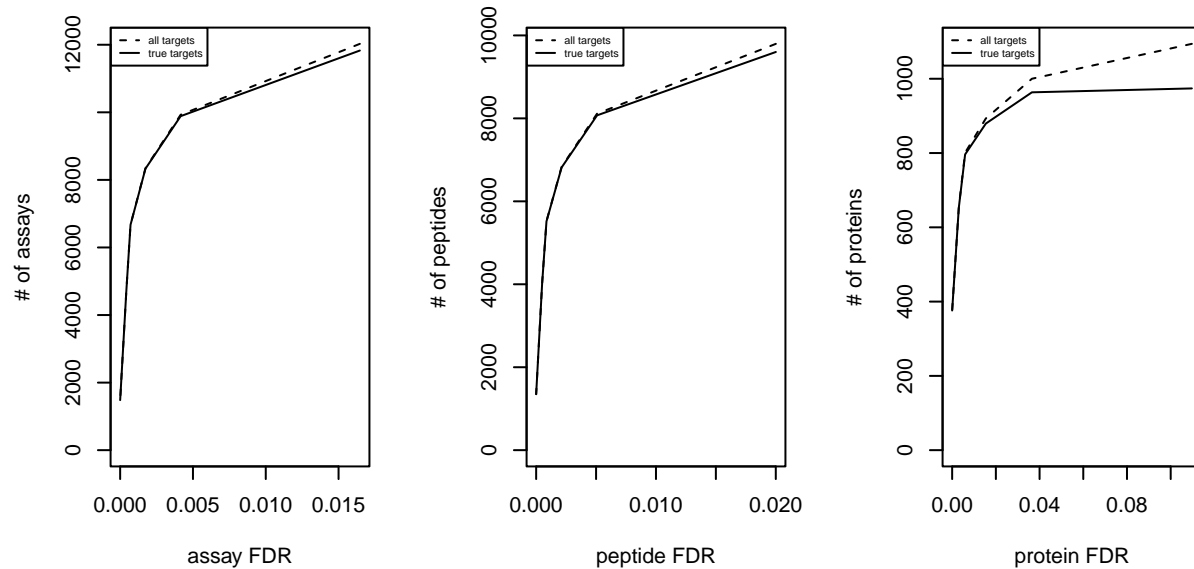 all targets
true targets
# of assays
0
2000
4000
6000
8000
12000
0.000
0.005
0.010
0.015
assay FDR
all targets
true targets
# of peptides
0
2000
4000
6000
8000
10000
0.000
0.005
0.010
0.020
peptide FDR
all targets
true targets
# of proteins
0
200
400
600
800
1000
0.00
0.04
0.08
protein FDR